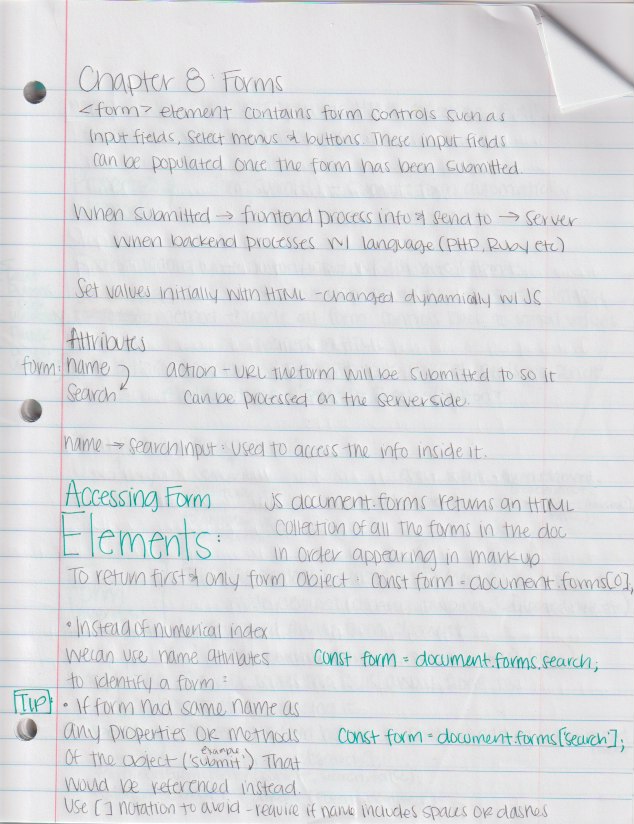 Chapter 8: Forms
<form> element contains form controls such as
input fields, select menus & buttons. These input fields
can be populated once the form has been submitted.
When submitted → frontend process info & send to → server
when backend processes w/ language (PHP, Ruby etc)
Set values initially with HTML - changed dynamically w/ JS
Attributes
form: name action - URL the form will be submitted to so it
search can be processed on the serverside.
name → searchInput: used to access the info inside it.
Accessing Form JS document.forms returns an HTML
Elements: collection of all the forms in the doc
in order appearing in markup
To return first & only form object: const form = document.forms[0];
• Instead of numerical index
we can use name attributes const form = document.forms.search;
to identify a form:
TIP: • If form had same name as
any properties or methods const form = document.forms['search'];
of the object (example 'submit') That
would be referenced instead.
Use [ ] notation to avoid - require if name includes spaces or dashes